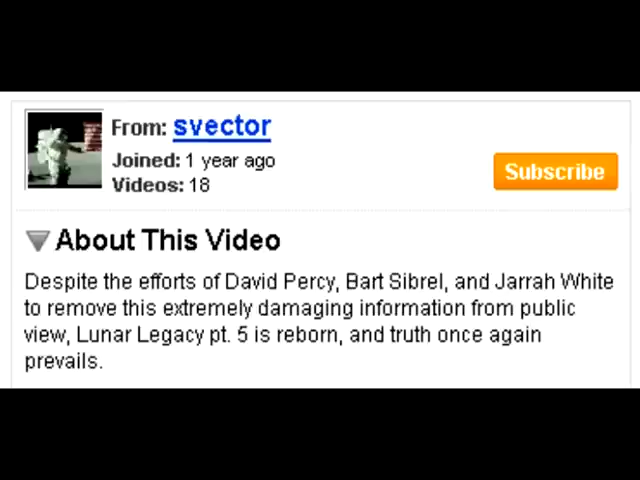 From: svector
Joined: 1 year ago
Videos: 18
Subscribe
About This Video
Despite the efforts of David Percy, Bart Sibrel, and Jarrah White
to remove this extremely damaging information from public
view, Lunar Legacy pt. 5 is reborn, and truth once again
prevails.